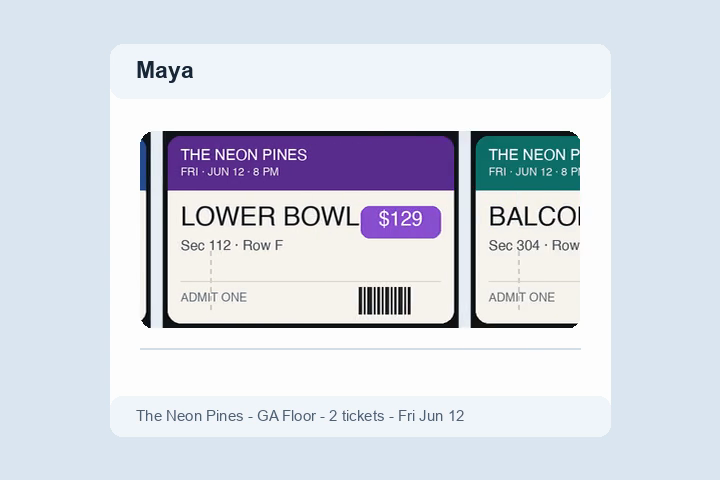 Maya
THE NEON PINES
FRI · JUN 12 · 8 PM
LOWER BOWL
$129
Sec 112 · Row F
ADMIT ONE
THE NEON P
FRI · JUN 12 · 8 P
BALCO
Sec 304 · Row
ADMIT ONE
The Neon Pines - GA Floor - 2 tickets - Fri Jun 12